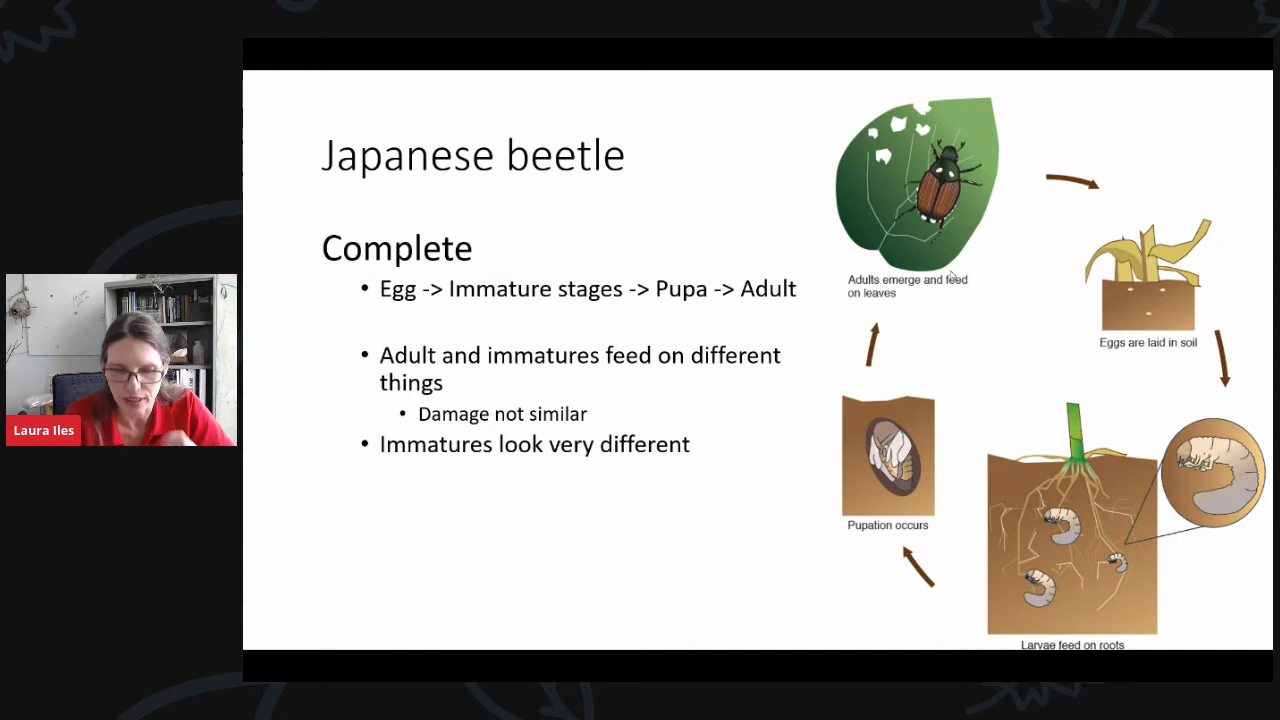 Japanese beetle
Complete
• Egg -> Immature stages -> Pupa -> Adult
• Adult and immatures feed on different
things
• Damage not similar
• Immatures look very different
Adults emerge and feed
on leaves
Eggs are laid in soil
Larvae feed on roots
Pupation occurs
Laura Iles